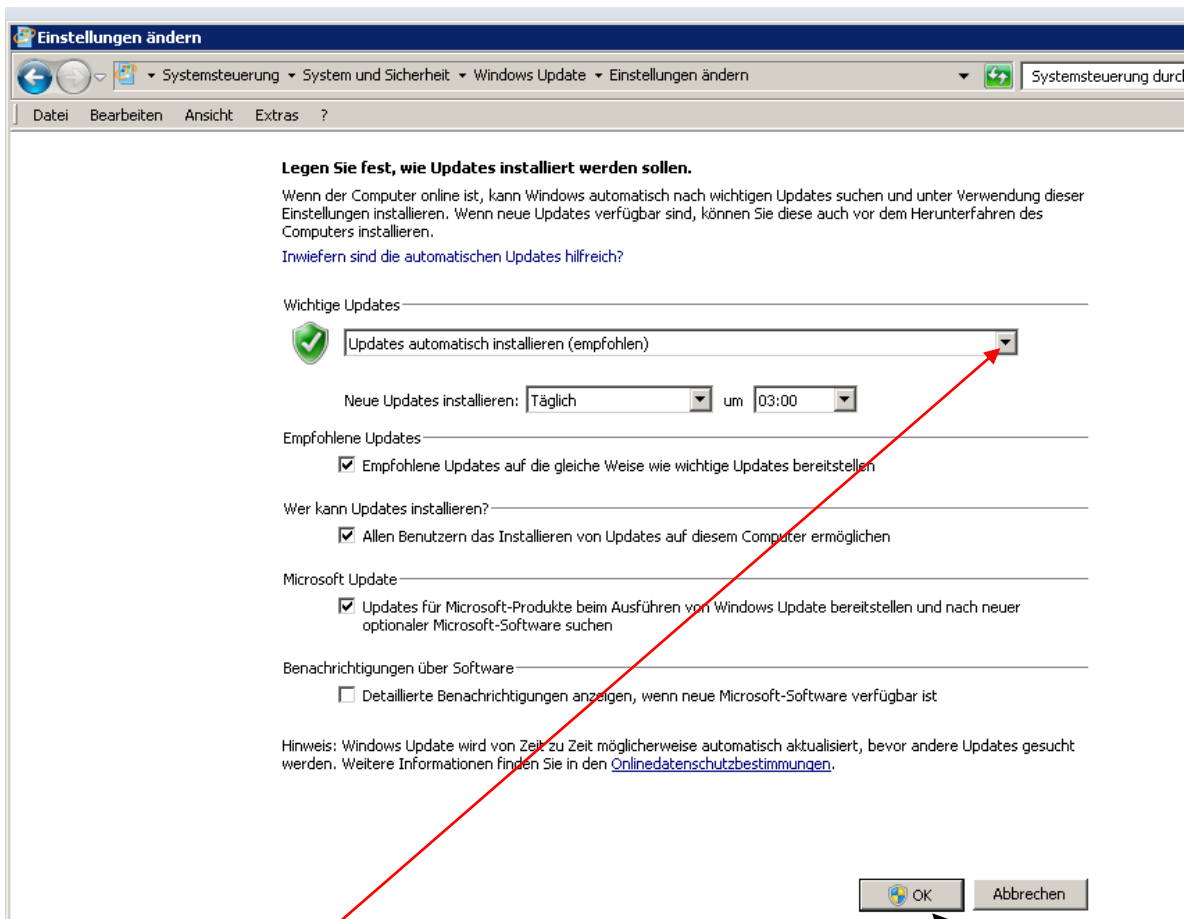 Einstellungen ändern
Systemsteuerung System und Sicherheit Windows Update Einstellungen ändern
Systemsteuerung
Datei Bearbeiten Ansicht Extras ?
Legen Sie fest, wie Updates installiert werden sollen.
Wenn der Computer online ist, kann Windows automatisch nach wichtigen Updates suchen und unter Verwendung dieser
Einstellungen installieren. Wenn neue Updates verfügbar sind, können Sie diese auch vor dem Herunterfahren des
Computers installieren.
Inwiefern sind die automatischen Updates hilfreich?
Wichtige Updates
Updates automatisch installieren (empfohlen)
Neue Updates installieren: Täglich um 03:00
Empfohlene Updates
Empfohlene Updates auf die gleiche Weise wie wichtige Updates bereitstellen
Wer kann Updates installieren?
Allen Benutzern das Installieren von Updates auf diesem Computer ermöglichen
Microsoft Update
Updates für Microsoft-Produkte beim Ausführen von Windows Update bereitstellen und nach neuer
optionaler Microsoft-Software suchen
Benachrichtigungen über Software
Detaillierte Benachrichtigungen anzeigen, wenn neue Microsoft-Software verfügbar ist
Hinweis: Windows Update wird von Zeit zu Zeit möglicherweise automatisch aktualisiert, bevor andere Updates gesucht
werden. Weitere Informationen finden Sie in den Onlinedatenschutzbestimmungen.
OK Abbrechen